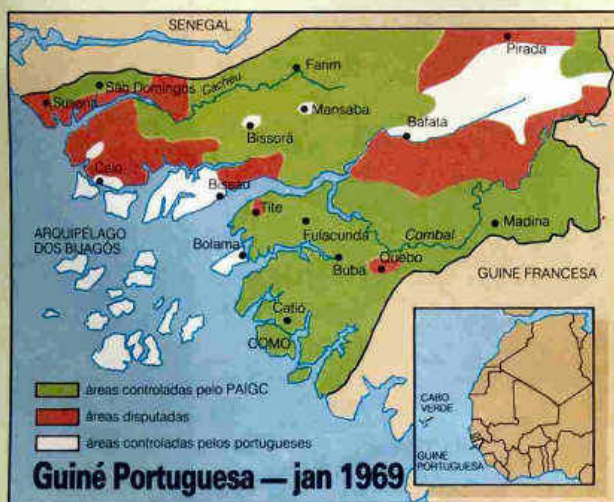 SENEGAL
Pirada
São Domingos
Farim
Cacheu
Susana
Mansaba
Bissorã
Bafata
Caió
Bissau
Tite
ARQUIPÉLAGO
DOS BIJAGÓS
Bolama
Fulacunda
Combal
Madina
Buba
Quebo
GUINÉ FRANCESA
Catió
COMO
áreas controladas pelo PAIGC
áreas disputadas
áreas controladas pelos portugueses
CABO
VERDE
GUINÉ
PORTUGUESA
Guiné Portuguesa — jan 1969